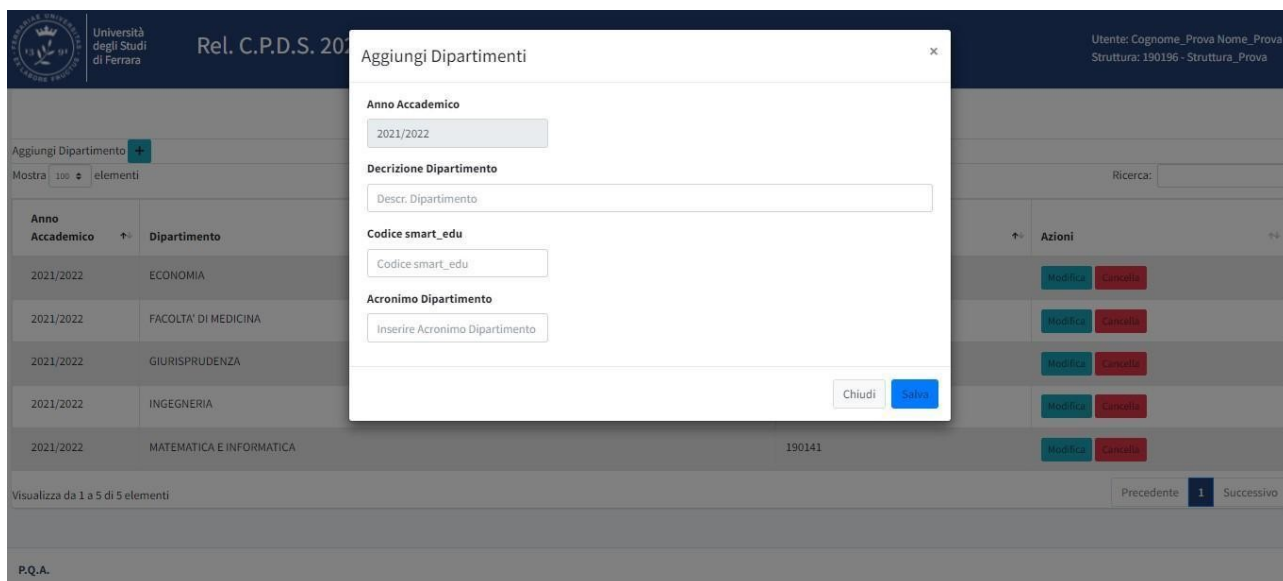 Università
degli Studi
di Ferrara
Rel. C.P.D.S. 202
Utente: Cognome_Prova Nome_Prova
Struttura: 190196 - Struttura_Prova
Aggiungi Dipartimenti
×
Anno Accademico
2021/2022
Decrizione Dipartimento
Descr. Dipartimento
Codice smart_edu
Codice smart_edu
Acronimo Dipartimento
Inserire Acronimo Dipartimento
Chiudi Salva
Aggiungi Dipartimento +
Mostra 100 elementi
Ricerca:
Anno
Accademico Dipartimento Azioni
2021/2022 ECONOMIA Modifica Cancella
2021/2022 FACOLTA' DI MEDICINA Modifica Cancella
2021/2022 GIURISPRUDENZA Modifica Cancella
2021/2022 INGEGNERIA Modifica Cancella
2021/2022 MATEMATICA E INFORMATICA 190141 Modifica Cancella
Visualizza da 1 a 5 di 5 elementi
Precedente 1 Successivo
P.Q.A.